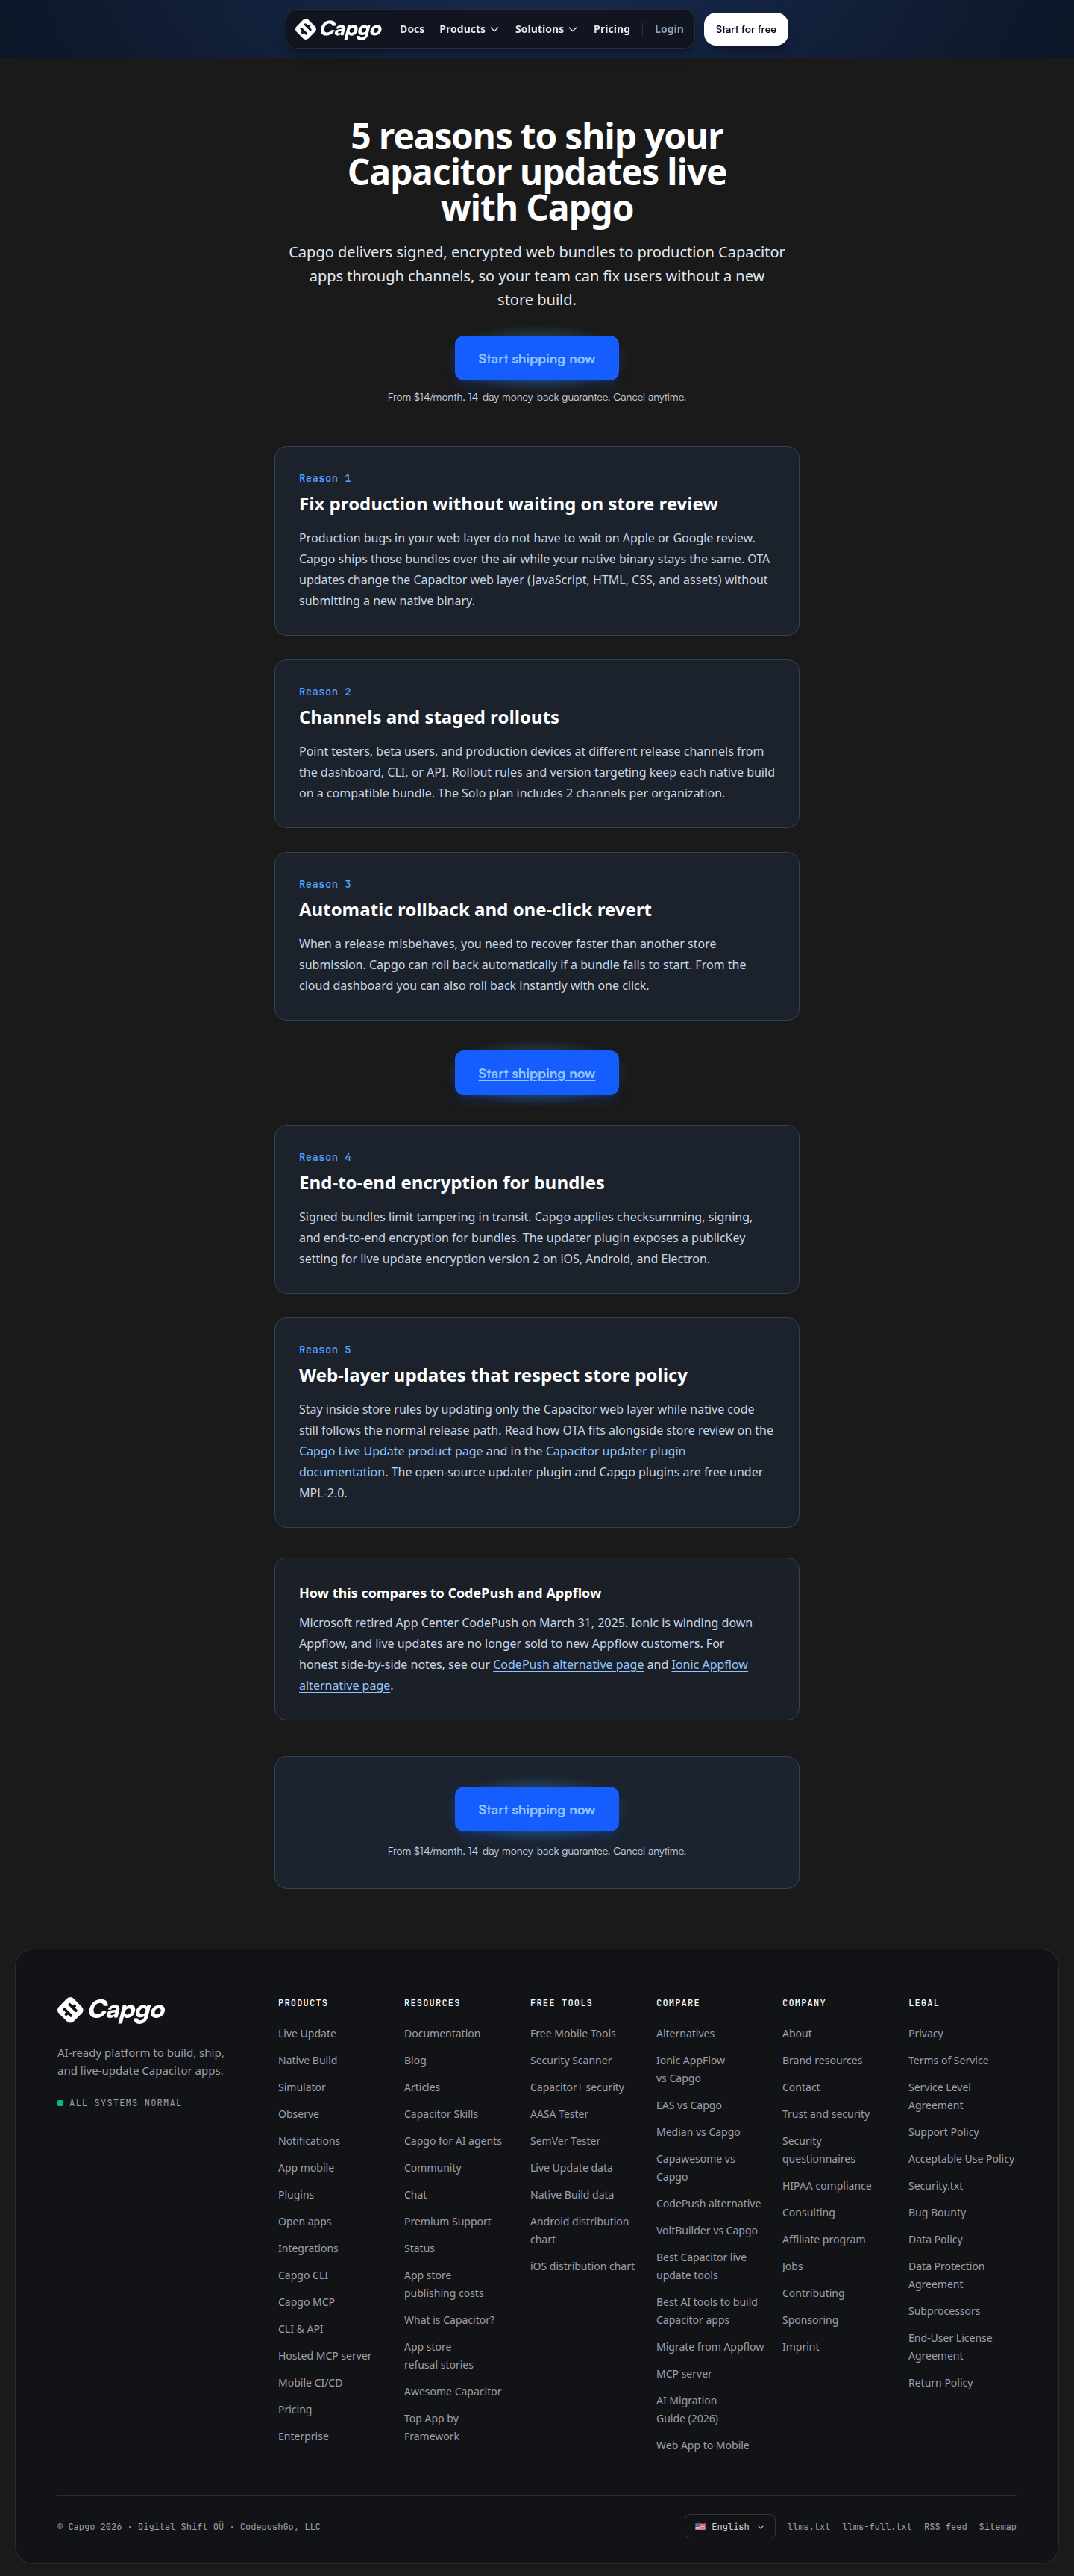 Capgo
Docs
Products
Solutions
Pricing
Login
Start for free
5 reasons to ship your
Capacitor updates live
with Capgo
Capgo delivers signed, encrypted web bundles to production Capacitor
apps through channels, so your team can fix users without a new
store build.
Start shipping now
From $14/month. 14-day money-back guarantee. Cancel anytime.
Reason 1
Fix production without waiting on store review
Production bugs in your web layer do not have to wait on Apple or Google review.
Capgo ships those bundles over the air while your native binary stays the same. OTA
updates change the Capacitor web layer (JavaScript, HTML, CSS, and assets) without
submitting a new native binary.
Reason 2
Channels and staged rollouts
Point testers, beta users, and production devices at different release channels from
the dashboard, CLI, or API. Rollout rules and version targeting keep each native build
on a compatible bundle. The Solo plan includes 2 channels per organization.
Reason 3
Automatic rollback and one-click revert
When a release misbehaves, you need to recover faster than another store
submission. Capgo can roll back automatically if a bundle fails to start. From the
cloud dashboard you can also roll back instantly with one click.
Start shipping now
Reason 4
End-to-end encryption for bundles
Signed bundles limit tampering in transit. Capgo applies checksumming, signing,
and end-to-end encryption for bundles. The updater plugin exposes a publicKey
setting for live update encryption version 2 on iOS, Android, and Electron.
Reason 5
Web-layer updates that respect store policy
Stay inside store rules by updating only the Capacitor web layer while native code
still follows the normal release path. Read how OTA fits alongside store review on the
Capgo Live Update product page and in the Capacitor updater plugin
documentation. The open-source updater plugin and Capgo plugins are free under
MPL-2.0.
How this compares to CodePush and Appflow
Microsoft retired App Center CodePush on March 31, 2025. Ionic is winding down
Appflow, and live updates are no longer sold to new Appflow customers. For
honest side-by-side notes, see our CodePush alternative page and Ionic Appflow
alternative page.
Start shipping now
From $14/month. 14-day money-back guarantee. Cancel anytime.
Capgo
AI-ready platform to build, ship,
and live-update Capacitor apps.
ALL SYSTEMS NORMAL
PRODUCTS
Live Update
Native Build
Simulator
Observe
Notifications
App mobile
Plugins
Open apps
Integrations
Capgo CLI
Capgo MCP
CLI & API
Hosted MCP server
Mobile CI/CD
Pricing
Enterprise
RESOURCES
Documentation
Blog
Articles
Capacitor Skills
Capgo for AI agents
Community
Chat
Premium Support
Status
App store
publishing costs
What is Capacitor?
App store
refusal stories
Awesome Capacitor
Top App by
Framework
FREE TOOLS
Free Mobile Tools
Security Scanner
Capacitor+ security
AASA Tester
SemVer Tester
Live Update data
Native Build data
Android distribution
chart
iOS distribution chart
COMPARE
Alternatives
Ionic AppFlow
vs Capgo
EAS vs Capgo
Median vs Capgo
Capawesome vs
Capgo
CodePush alternative
VoltBuilder vs Capgo
Best Capacitor live
update tools
Best AI tools to build
Capacitor apps
Migrate from Appflow
MCP server
AI Migration
Guide (2026)
Web App to Mobile
COMPANY
About
Brand resources
Contact
Trust and security
Security
questionnaires
HIPAA compliance
Consulting
Affiliate program
Jobs
Contributing
Sponsoring
Imprint
LEGAL
Privacy
Terms of Service
Service Level
Agreement
Support Policy
Acceptable Use Policy
Security.txt
Bug Bounty
Data Policy
Data Protection
Agreement
Subprocessors
End-User License
Agreement
Return Policy
© Capgo 2026 · Digital Shift OÜ · CodepushGo, LLC
English
llms.txt
llms-full.txt
RSS feed
Sitemap